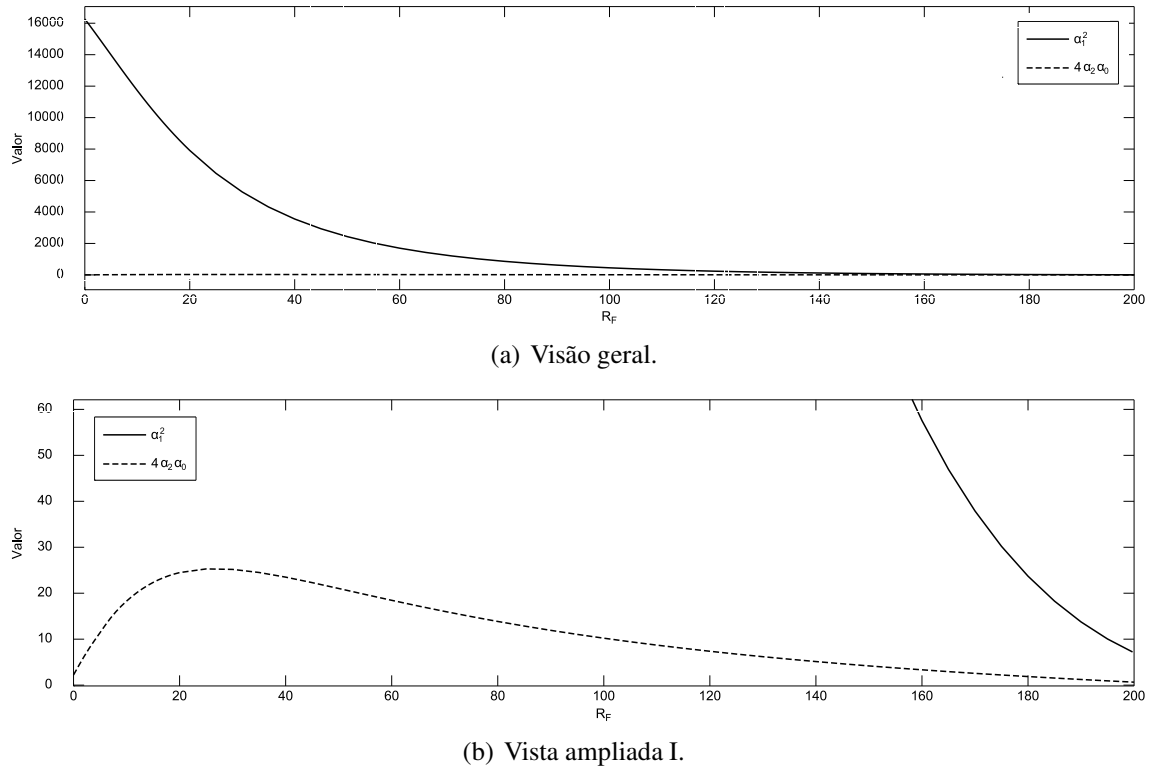 16000
14000
12000
10000
8000
6000
4000
2000
0
Valor
α₁²
4 α₂ α₀
0 20 40 60 80 100 120 140 160 180 200
R_F
(a) Visão geral.
60
50
40
30
20
10
0
Valor
α₁²
4 α₂ α₀
0 20 40 60 80 100 120 140 160 180 200
R_F
(b) Vista ampliada I.